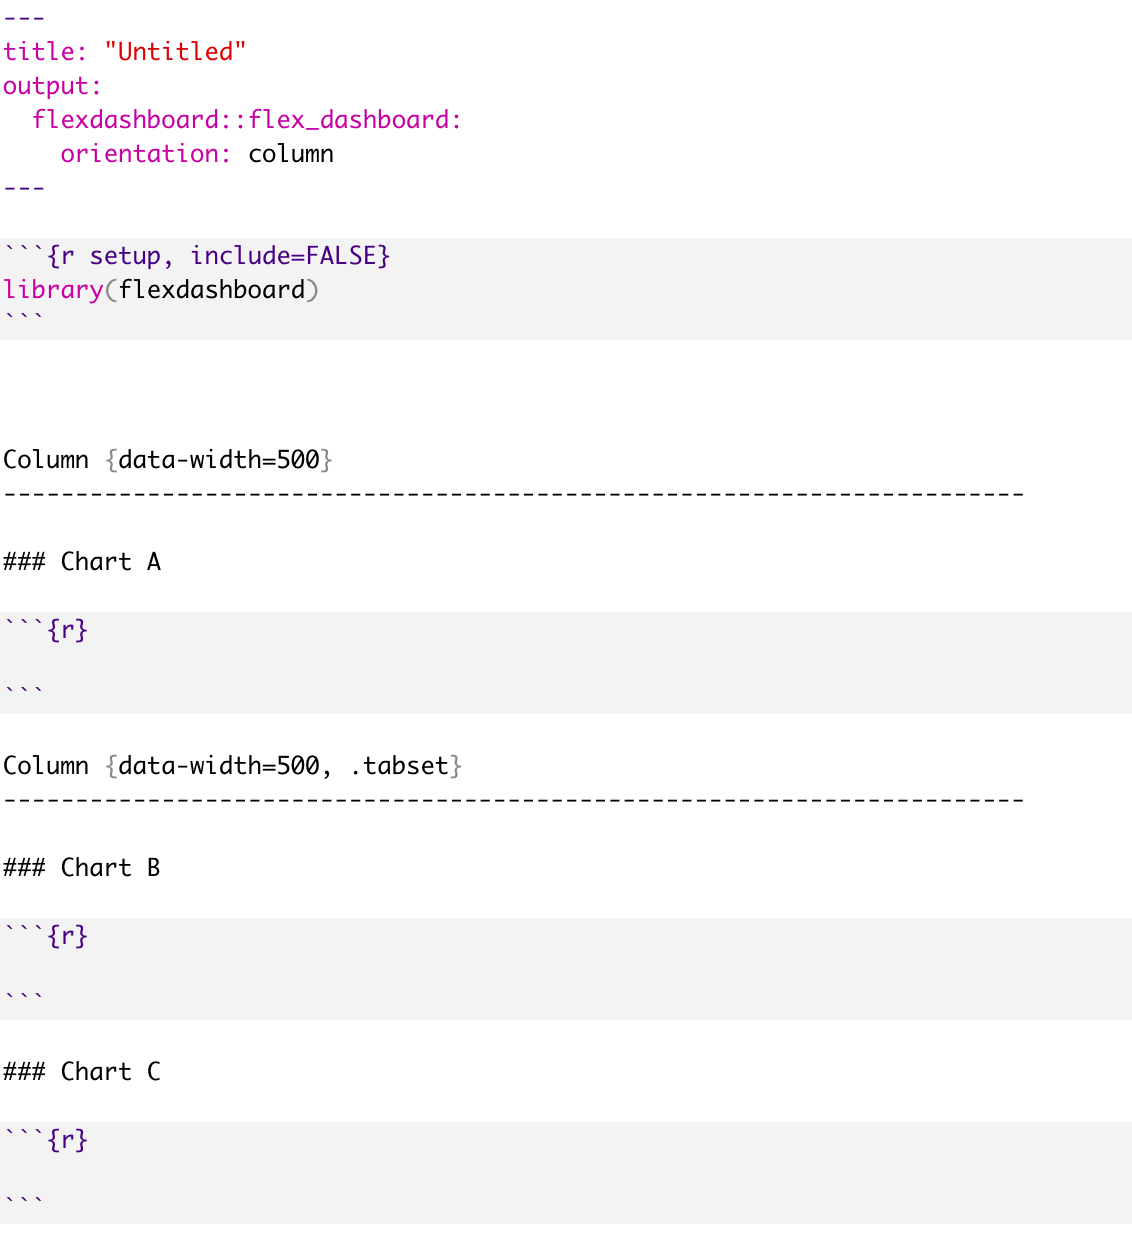 ---
title: "Untitled"
output:
  flexdashboard::flex_dashboard:
    orientation: column
---

```{r setup, include=FALSE}
library(flexdashboard)
```

Column {data-width=500}
-----------------------------------------------------------------------

### Chart A

```{r}

```

Column {data-width=500, .tabset}
-----------------------------------------------------------------------

### Chart B

```{r}

```

### Chart C

```{r}

```